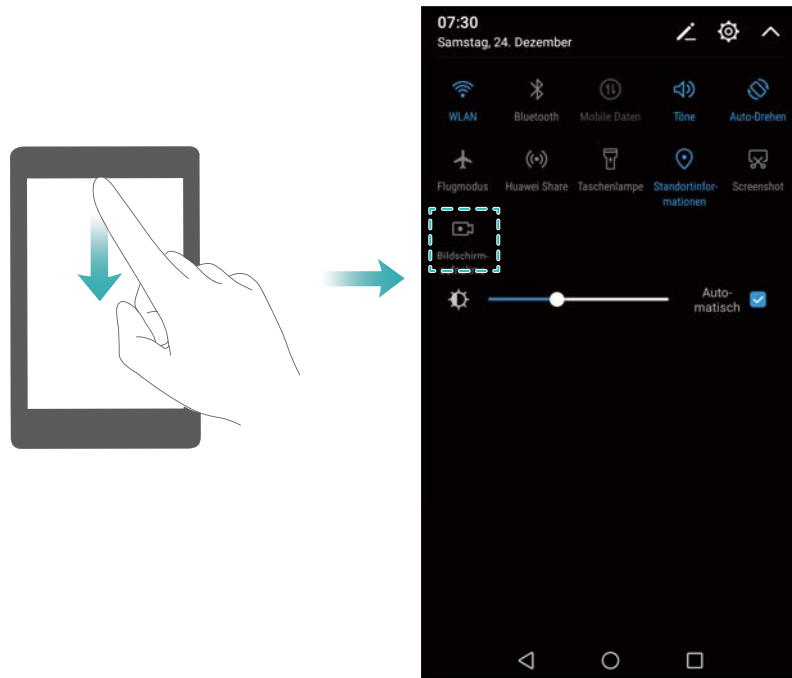 07:30
Samstag, 24. Dezember
WLAN
Bluetooth
Mobile Daten
Töne
Auto-Drehen
Flugmodus
Huawei Share
Taschenlampe
Standortinfor-
mationen
Screenshot
Bildschirm-
Auto-
matisch